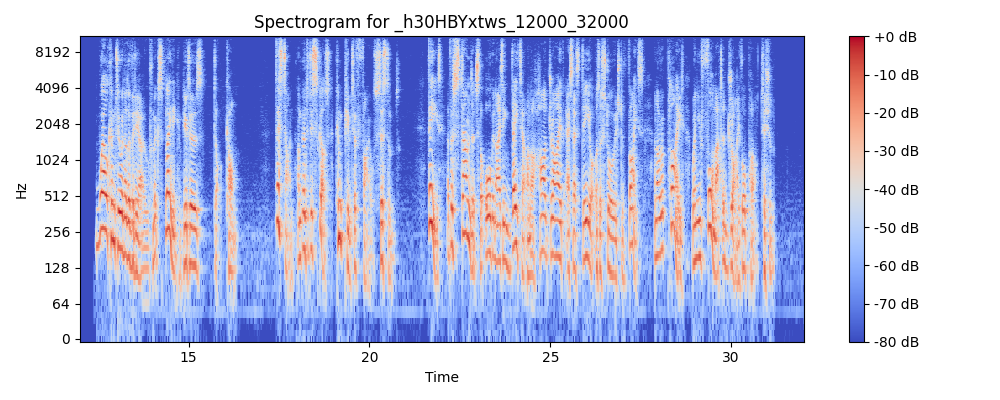 Spectrogram for _h30HBYxtws_12000_32000
8192
4096
2048
1024
512
256
128
64
0
Hz
15
20
25
30
Time
+0 dB
-10 dB
-20 dB
-30 dB
-40 dB
-50 dB
-60 dB
-70 dB
-80 dB